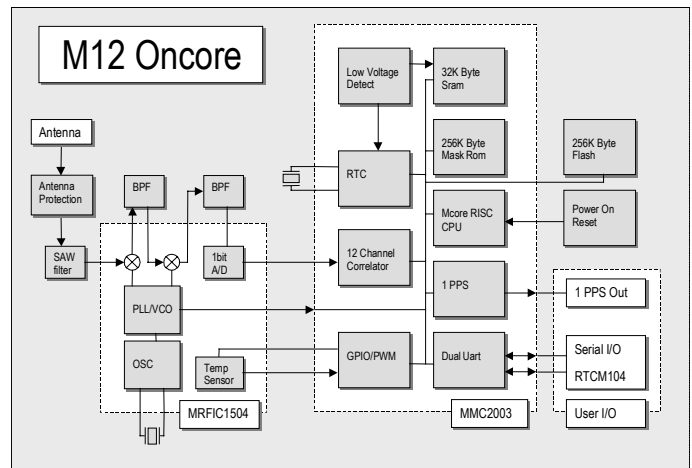 M12 Oncore
Low Voltage
Detect
32K Byte
Sram
Antenna
256K Byte
Mask Rom
256K Byte
Flash
Antenna
Protection
BPF
BPF
RTC
Mcore RISC
CPU
Power On
Reset
SAW
filter
1bit
A/D
12 Channel
Correlator
PLL/VCO
1 PPS
1 PPS Out
OSC
Temp
Sensor
GPIO/PWM
Dual Uart
Serial I/O
RTCM104
MRFIC1504
MMC2003
User I/O